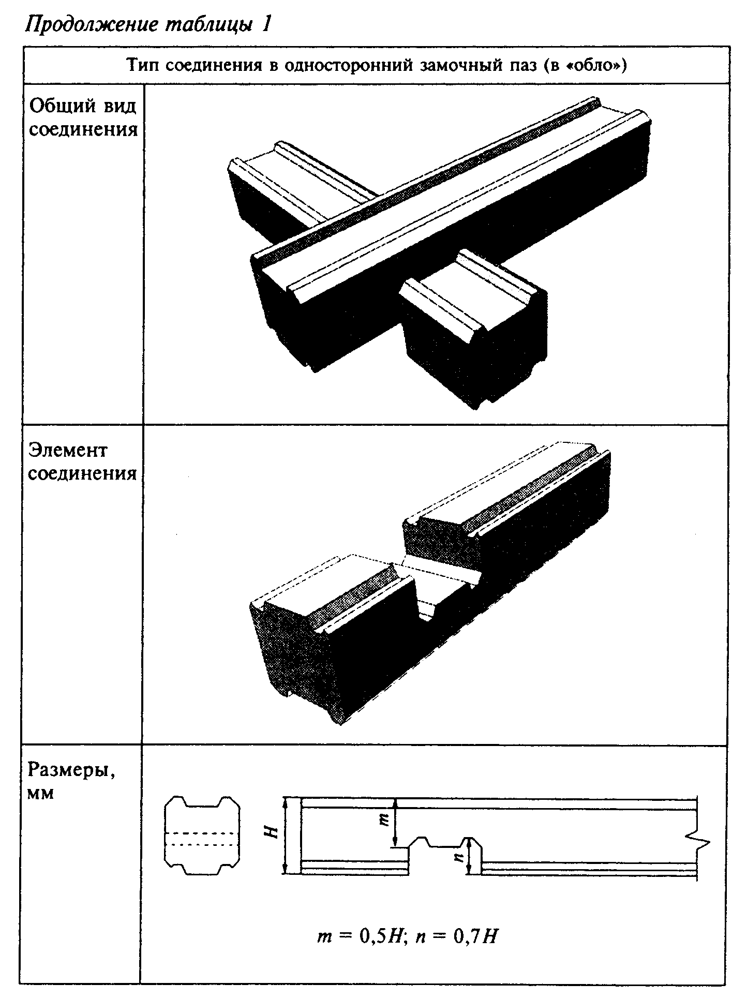 Продолжение таблицы 1
Тип соединения в односторонний замочный паз (в «обло»)
Общий вид
соединения
Элемент
соединения
Размеры,
мм
H
m
n
m = 0,5H; n = 0,7H